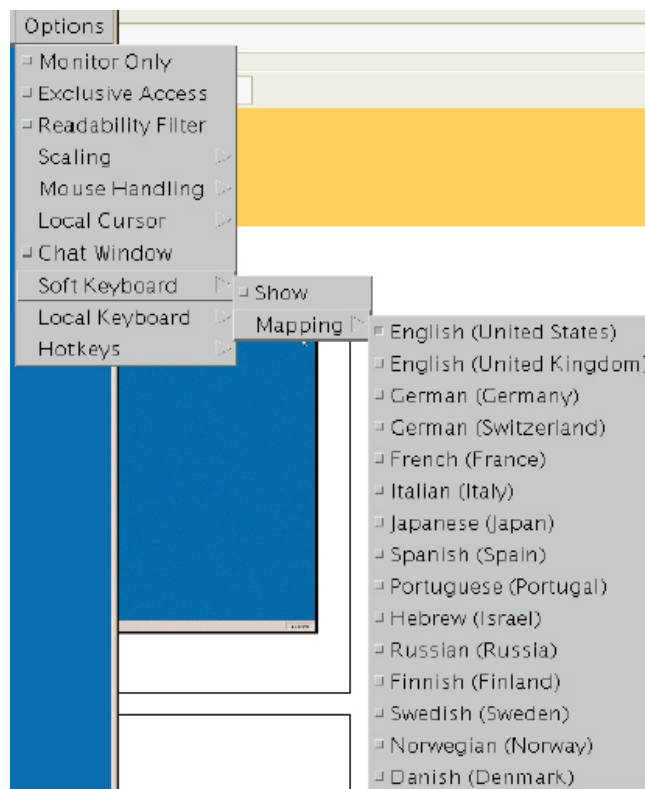 Options
Monitor Only
Exclusive Access
Readability Filter
Scaling
Mouse Handling
Local Cursor
Chat Window
Soft Keyboard
Local Keyboard
Hotkeys
Show
Mapping
English (United States)
English (United Kingdom)
German (Germany)
German (Switzerland)
French (France)
Italian (Italy)
Japanese (Japan)
Spanish (Spain)
Portuguese (Portugal)
Hebrew (Israel)
Russian (Russia)
Finnish (Finland)
Swedish (Sweden)
Norwegian (Norway)
Danish (Denmark)